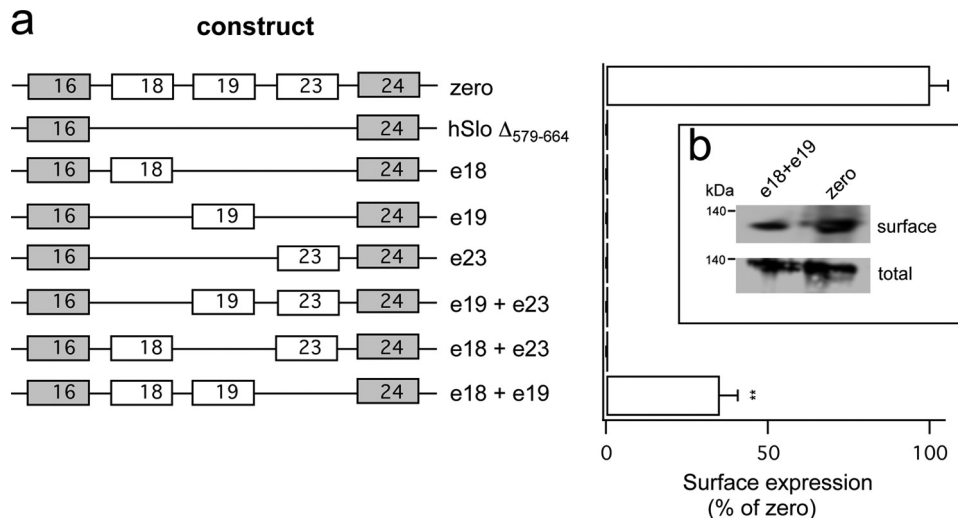 a
construct
16 18 19 23 24 zero
16 24 hSlo Δ579-664
16 18 24 e18
16 19 24 e19
16 23 24 e23
16 19 23 24 e19 + e23
16 18 23 24 e18 + e23
16 18 19 24 e18 + e19
b
e18+e19 zero
kDa
140 surface
140 total
**
0 50 100
Surface expression
(% of zero)